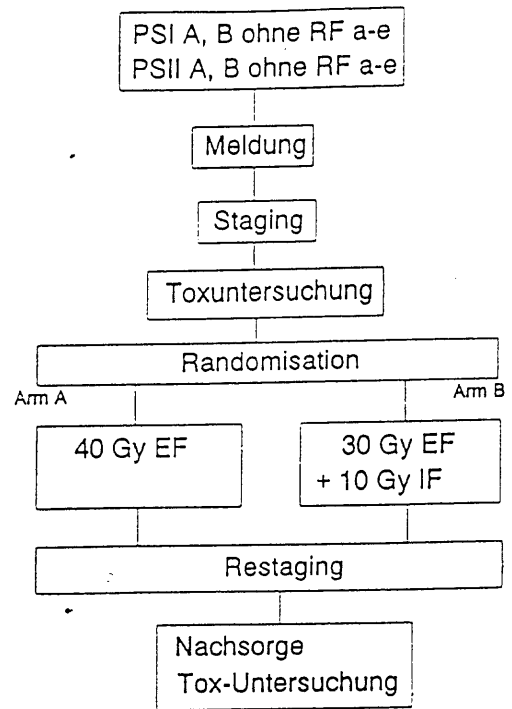 PSI A, B ohne RF a-e
PSII A, B ohne RF a-e
Meldung
Staging
Toxuntersuchung
Randomisation
Arm A
Arm B
40 Gy EF
30 Gy EF
+ 10 Gy IF
Restaging
Nachsorge
Tox-Untersuchung